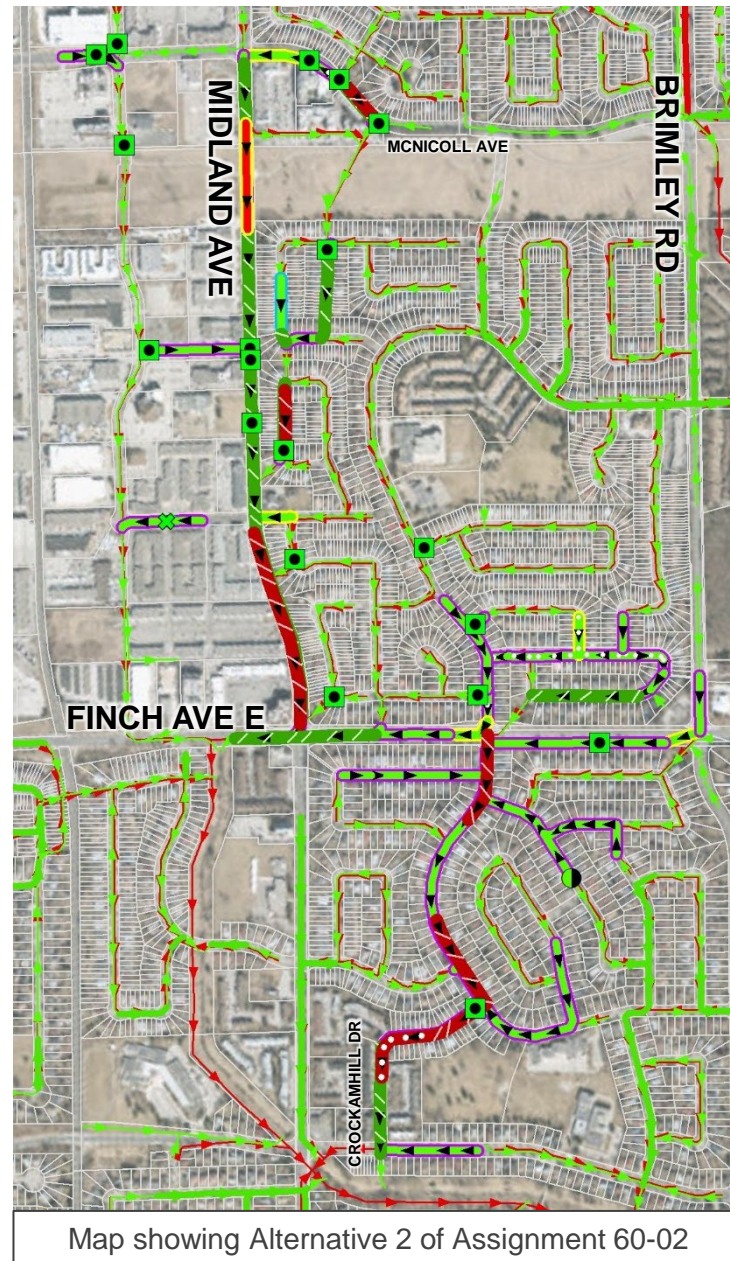 MIDLAND AVE
BRIMLEY RD
MCNICOLL AVE
FINCH AVE E
CROCKAMHILL DR
Map showing Alternative 2 of Assignment 60-02